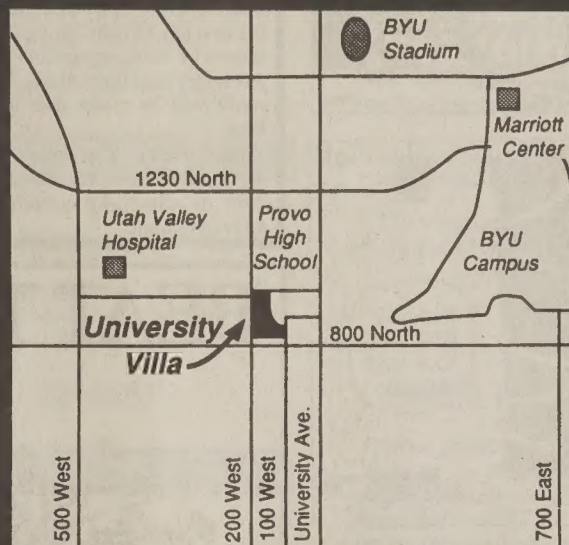 BYU
Stadium
Marriott
Center
1230 North
Utah Valley
Hospital
Provo
High
School
BYU
Campus
University
Villa
800 North
500 West
200 West
100 West
University Ave.
700 East